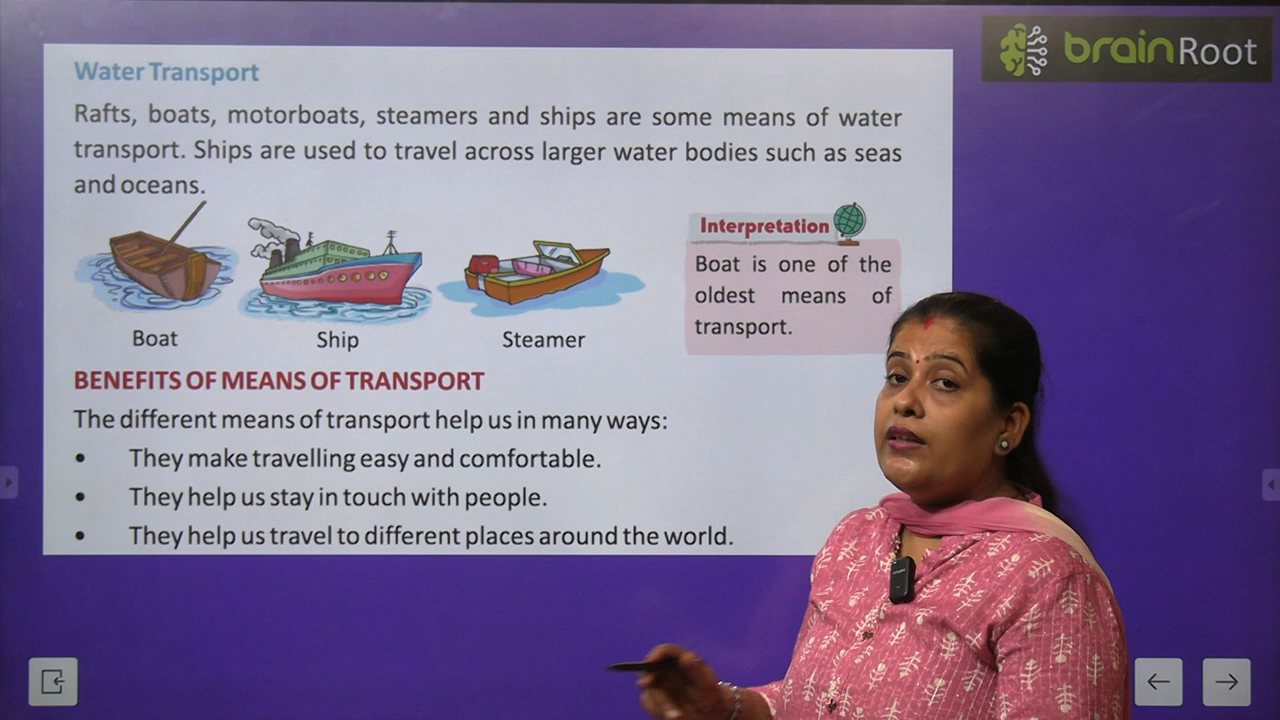 brainRoot
Water Transport
Rafts, boats, motorboats, steamers and ships are some means of water
transport. Ships are used to travel across larger water bodies such as seas
and oceans.
Interpretation
Boat is one of the
oldest means of
transport.
Boat
Ship
Steamer
BENEFITS OF MEANS OF TRANSPORT
The different means of transport help us in many ways:
• They make travelling easy and comfortable.
• They help us stay in touch with people.
• They help us travel to different places around the world.